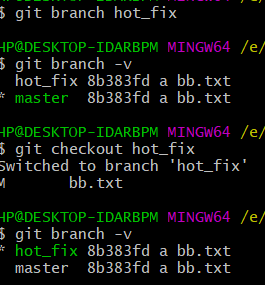 $ git branch hot_fix
HP@DESKTOP-IDARBPM MINGW64 /e/
$ git branch -v
hot_fix 8b383fd a bb.txt
* master 8b383fd a bb.txt
HP@DESKTOP-IDARBPM MINGW64 /e/
$ git checkout hot_fix
Switched to branch 'hot_fix'
M bb.txt
HP@DESKTOP-IDARBPM MINGW64 /e/
$ git branch -v
* hot_fix 8b383fd a bb.txt
master 8b383fd a bb.txt